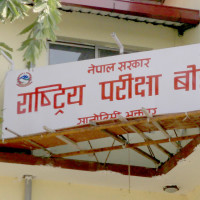 नेपाल सरकार
राष्ट्रिय परीक्षा बो
सानोठिमी भक्तपुर